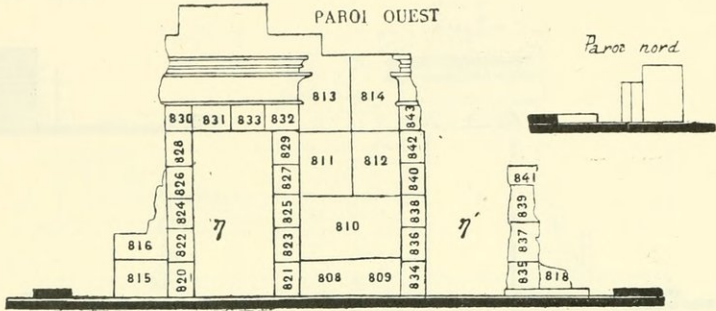 PAROI OUEST
Paroi nord
813 814
830 831 833 832 843
828 829 811 812 842
826 827 840 841
824 η 825 810 838 η′ 839
816 822 823 836 837
815 820 821 808 809 834 835 818